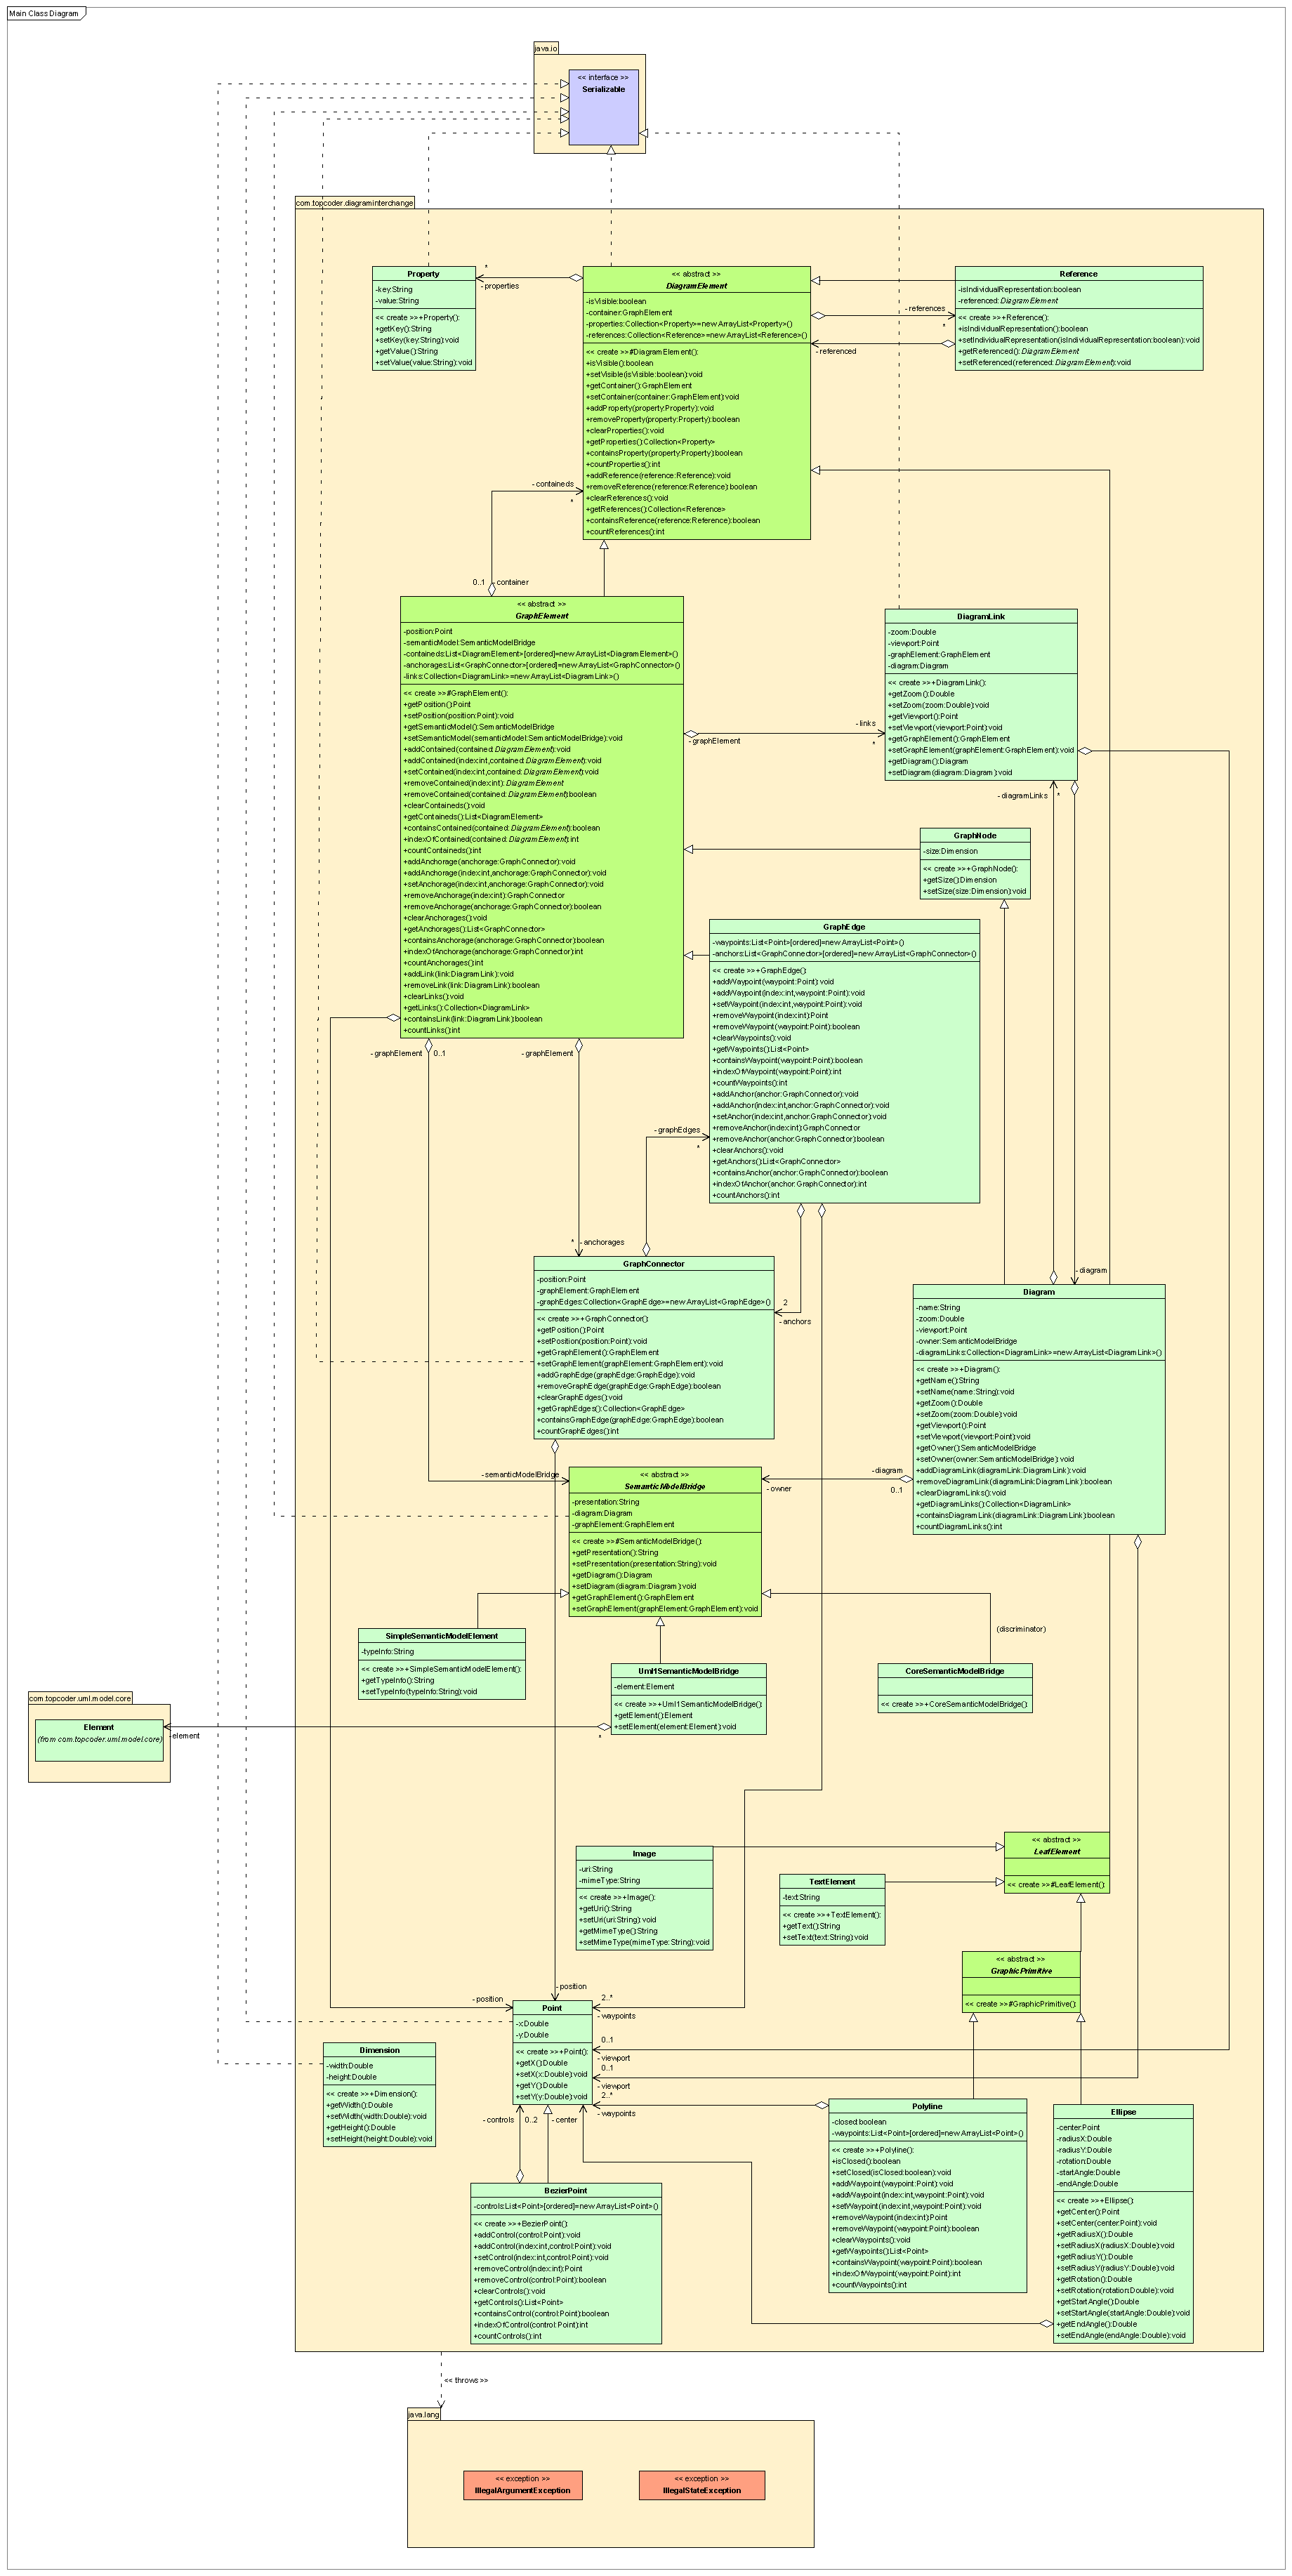 Main Class Diagram
java.io
<< interface >>
Serializable
com.topcoder.diagraminterchange
Property
-key:String
-value:String
<< create >>+Property():
+getKey():String
+setKey(key:String):void
+getValue():String
+setValue(value:String):void
*
- properties
<< abstract >>
DiagramElement
-isVisible:boolean
-container:GraphElement
-properties:Collection<Property>=new ArrayList<Property>()
-references:Collection<Reference>=new ArrayList<Reference>()
<< create >>#DiagramElement():
+isVisible():boolean
+setVisible(isVisible:boolean):void
+getContainer():GraphElement
+setContainer(container:GraphElement):void
+addProperty(property:Property):void
+removeProperty(property:Property):boolean
+clearProperties():void
+getProperties():Collection<Property>
+containsProperty(property:Property):boolean
+countProperties():int
+addReference(reference:Reference):void
+removeReference(reference:Reference):boolean
+clearReferences():void
+getReferences():Collection<Reference>
+containsReference(reference:Reference):boolean
+countReferences():int
- references
*
- referenced
Reference
-isIndividualRepresentation:boolean
-referenced:DiagramElement
<< create >>+Reference():
+isIndividualRepresentation():boolean
+setIndividualRepresentation(isIndividualRepresentation:boolean):void
+getReferenced():DiagramElement
+setReferenced(referenced:DiagramElement):void
- containeds
*
0..1
- container
<< abstract >>
GraphElement
-position:Point
-semanticModel:SemanticModelBridge
-containeds:List<DiagramElement>[ordered]=new ArrayList<DiagramElement>()
-anchorages:List<GraphConnector>[ordered]=new ArrayList<GraphConnector>()
-links:Collection<DiagramLink>=new ArrayList<DiagramLink>()
<< create >>#GraphElement():
+getPosition():Point
+setPosition(position:Point):void
+getSemanticModel():SemanticModelBridge
+setSemanticModel(semanticModel:SemanticModelBridge):void
+addContained(contained:DiagramElement):void
+addContained(index:int,contained:DiagramElement):void
+setContained(index:int,contained:DiagramElement):void
+removeContained(index:int):DiagramElement
+removeContained(contained:DiagramElement):boolean
+clearContaineds():void
+getContaineds():List<DiagramElement>
+containsContained(contained:DiagramElement):boolean
+indexOfContained(contained:DiagramElement):int
+countContaineds():int
+addAnchorage(anchorage:GraphConnector):void
+addAnchorage(index:int,anchorage:GraphConnector):void
+setAnchorage(index:int,anchorage:GraphConnector):void
+removeAnchorage(index:int):GraphConnector
+removeAnchorage(anchorage:GraphConnector):boolean
+clearAnchorages():void
+getAnchorages():List<GraphConnector>
+containsAnchorage(anchorage:GraphConnector):boolean
+indexOfAnchorage(anchorage:GraphConnector):int
+countAnchorages():int
+addLink(link:DiagramLink):void
+removeLink(link:DiagramLink):boolean
+clearLinks():void
+getLinks():Collection<DiagramLink>
+containsLink(link:DiagramLink):boolean
+countLinks():int
- links
*
- graphElement
DiagramLink
-zoom:Double
-viewport:Point
-graphElement:GraphElement
-diagram:Diagram
<< create >>+DiagramLink():
+getZoom():Double
+setZoom(zoom:Double):void
+getViewport():Point
+setViewport(viewport:Point):void
+getGraphElement():GraphElement
+setGraphElement(graphElement:GraphElement):void
+getDiagram():Diagram
+setDiagram(diagram:Diagram):void
- diagramLinks
*
GraphNode
-size:Dimension
<< create >>+GraphNode():
+getSize():Dimension
+setSize(size:Dimension):void
GraphEdge
-waypoints:List<Point>[ordered]=new ArrayList<Point>()
-anchors:List<GraphConnector>[ordered]=new ArrayList<GraphConnector>()
<< create >>+GraphEdge():
+addWaypoint(waypoint:Point):void
+addWaypoint(index:int,waypoint:Point):void
+setWaypoint(index:int,waypoint:Point):void
+removeWaypoint(index:int):Point
+removeWaypoint(waypoint:Point):boolean
+clearWaypoints():void
+getWaypoints():List<Point>
+containsWaypoint(waypoint:Point):boolean
+indexOfWaypoint(waypoint:Point):int
+countWaypoints():int
+addAnchor(anchor:GraphConnector):void
+addAnchor(index:int,anchor:GraphConnector):void
+setAnchor(index:int,anchor:GraphConnector):void
+removeAnchor(index:int):GraphConnector
+removeAnchor(anchor:GraphConnector):boolean
+clearAnchors():void
+getAnchors():List<GraphConnector>
+containsAnchor(anchor:GraphConnector):boolean
+indexOfAnchor(anchor:GraphConnector):int
+countAnchors():int
- graphElement
0..1
- graphElement
- graphEdges
*
* - anchorages
GraphConnector
-position:Point
-graphElement:GraphElement
-graphEdges:Collection<GraphEdge>=new ArrayList<GraphEdge>()
<< create >>+GraphConnector():
+getPosition():Point
+setPosition(position:Point):void
+getGraphElement():GraphElement
+setGraphElement(graphElement:GraphElement):void
+addGraphEdge(graphEdge:GraphEdge):void
+removeGraphEdge(graphEdge:GraphEdge):boolean
+clearGraphEdges():void
+getGraphEdges():Collection<GraphEdge>
+containsGraphEdge(graphEdge:GraphEdge):boolean
+countGraphEdges():int
2
- anchors
- diagram
Diagram
-name:String
-zoom:Double
-viewport:Point
-owner:SemanticModelBridge
-diagramLinks:Collection<DiagramLink>=new ArrayList<DiagramLink>()
<< create >>+Diagram():
+getName():String
+setName(name:String):void
+getZoom():Double
+setZoom(zoom:Double):void
+getViewport():Point
+setViewport(viewport:Point):void
+getOwner():SemanticModelBridge
+setOwner(owner:SemanticModelBridge):void
+addDiagramLink(diagramLink:DiagramLink):void
+removeDiagramLink(diagramLink:DiagramLink):boolean
+clearDiagramLinks():void
+getDiagramLinks():Collection<DiagramLink>
+containsDiagramLink(diagramLink:DiagramLink):boolean
+countDiagramLinks():int
- semanticModelBridge
- diagram
0..1
- owner
<< abstract >>
SemanticModelBridge
-presentation:String
-diagram:Diagram
-graphElement:GraphElement
<< create >>#SemanticModelBridge():
+getPresentation():String
+setPresentation(presentation:String):void
+getDiagram():Diagram
+setDiagram(diagram:Diagram):void
+getGraphElement():GraphElement
+setGraphElement(graphElement:GraphElement):void
SimpleSemanticModelElement
-typeInfo:String
<< create >>+SimpleSemanticModelElement():
+getTypeInfo():String
+setTypeInfo(typeInfo:String):void
Uml1SemanticModelBridge
-element:Element
<< create >>+Uml1SemanticModelBridge():
+getElement():Element
+setElement(element:Element):void
*
(discriminator)
CoreSemanticModelBridge
<< create >>+CoreSemanticModelBridge():
com.topcoder.uml.model.core
Element
(from com.topcoder.uml.model.core)
-element
Image
-uri:String
-mimeType:String
<< create >>+Image():
+getUri():String
+setUri(uri:String):void
+getMimeType():String
+setMimeType(mimeType:String):void
TextElement
-text:String
<< create >>+TextElement():
+getText():String
+setText(text:String):void
<< abstract >>
LeafElement
<< create >>#LeafElement():
<< abstract >>
GraphicPrimitive
<< create >>#GraphicPrimitive():
- position
- position
2..*
- waypoints
0..1
- viewport
0..1
- viewport
2..*
- waypoints
Point
-x:Double
-y:Double
<< create >>+Point():
+getX():Double
+setX(x:Double):void
+getY():Double
+setY(y:Double):void
Dimension
-width:Double
-height:Double
<< create >>+Dimension():
+getWidth():Double
+setWidth(width:Double):void
+getHeight():Double
+setHeight(height:Double):void
- controls
0..2
- center
BezierPoint
-controls:List<Point>[ordered]=new ArrayList<Point>()
<< create >>+BezierPoint():
+addControl(control:Point):void
+addControl(index:int,control:Point):void
+setControl(index:int,control:Point):void
+removeControl(index:int):Point
+removeControl(control:Point):boolean
+clearControls():void
+getControls():List<Point>
+containsControl(control:Point):boolean
+indexOfControl(control:Point):int
+countControls():int
Polyline
-closed:boolean
-waypoints:List<Point>[ordered]=new ArrayList<Point>()
<< create >>+Polyline():
+isClosed():boolean
+setClosed(isClosed:boolean):void
+addWaypoint(waypoint:Point):void
+addWaypoint(index:int,waypoint:Point):void
+setWaypoint(index:int,waypoint:Point):void
+removeWaypoint(index:int):Point
+removeWaypoint(waypoint:Point):boolean
+clearWaypoints():void
+getWaypoints():List<Point>
+containsWaypoint(waypoint:Point):boolean
+indexOfWaypoint(waypoint:Point):int
+countWaypoints():int
Ellipse
-center:Point
-radiusX:Double
-radiusY:Double
-rotation:Double
-startAngle:Double
-endAngle:Double
<< create >>+Ellipse():
+getCenter():Point
+setCenter(center:Point):void
+getRadiusX():Double
+setRadiusX(radiusX:Double):void
+getRadiusY():Double
+setRadiusY(radiusY:Double):void
+getRotation():Double
+setRotation(rotation:Double):void
+getStartAngle():Double
+setStartAngle(startAngle:Double):void
+getEndAngle():Double
+setEndAngle(endAngle:Double):void
<< throws >>
java.lang
<< exception >>
IllegalArgumentException
<< exception >>
IllegalStateException